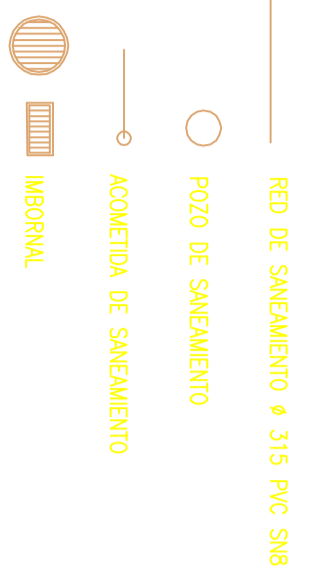 RED DE SANEAMIENTO ø 315 PVC SN8
POZO DE SANEAMIENTO
ACOMETIDA DE SANEAMIENTO
IMBORNAL